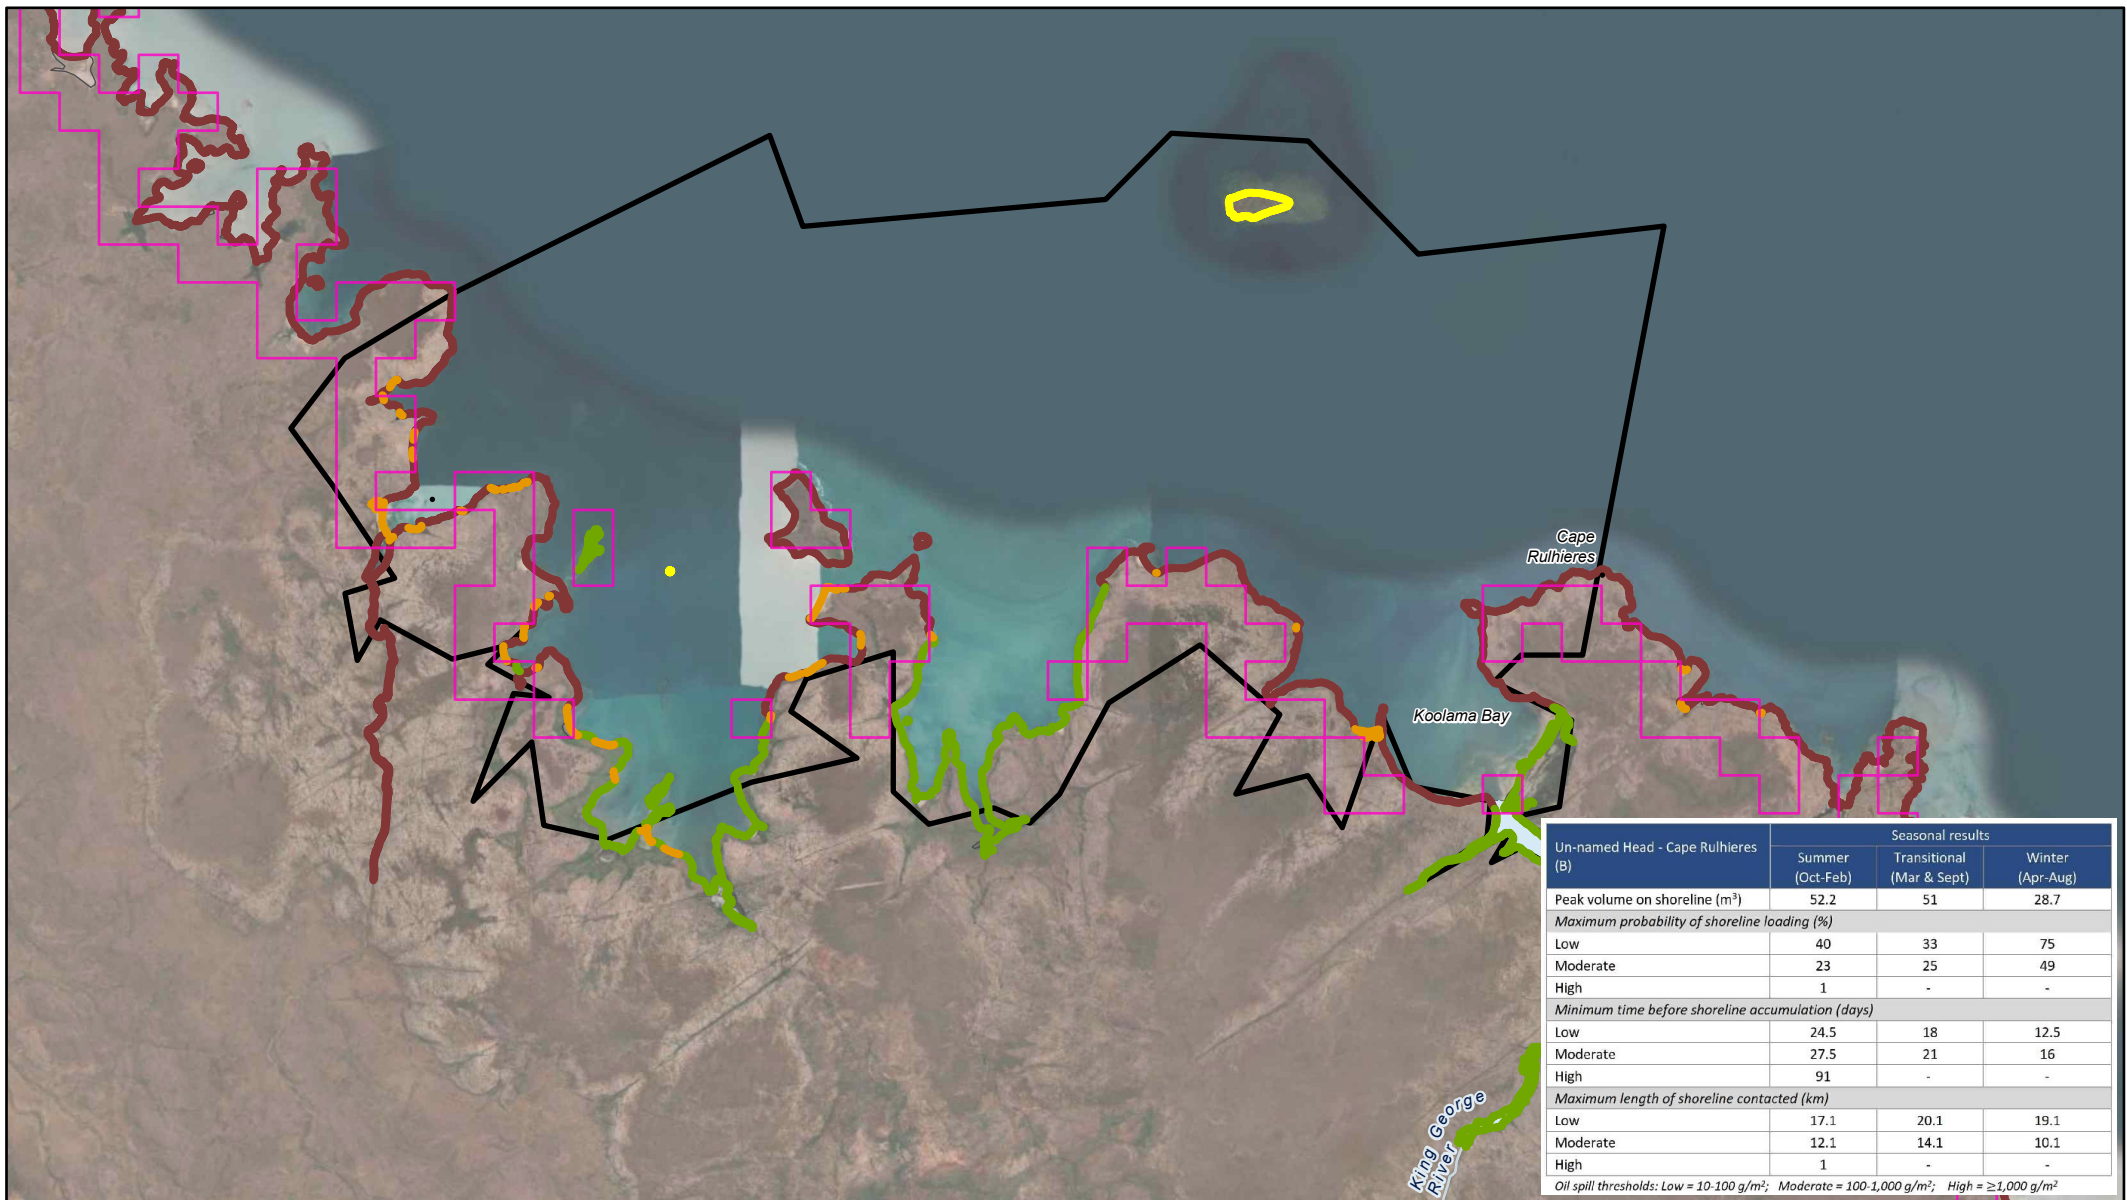 Cape
Rulhieres
Koolama Bay
King George
River
Un-named Head - Cape Rulhieres
(B)
Seasonal results
Summer
(Oct-Feb)
Transitional
(Mar & Sept)
Winter
(Apr-Aug)
Peak volume on shoreline (m³) 52.2 51 28.7
Maximum probability of shoreline loading (%)
Low 40 33 75
Moderate 23 25 49
High 1 - -
Minimum time before shoreline accumulation (days)
Low 24.5 18 12.5
Moderate 27.5 21 16
High 91 - -
Maximum length of shoreline contacted (km)
Low 17.1 20.1 19.1
Moderate 12.1 14.1 10.1
High 1 - -
Oil spill thresholds: Low = 10-100 g/m²; Moderate = 100-1,000 g/m²; High = ≥1,000 g/m²